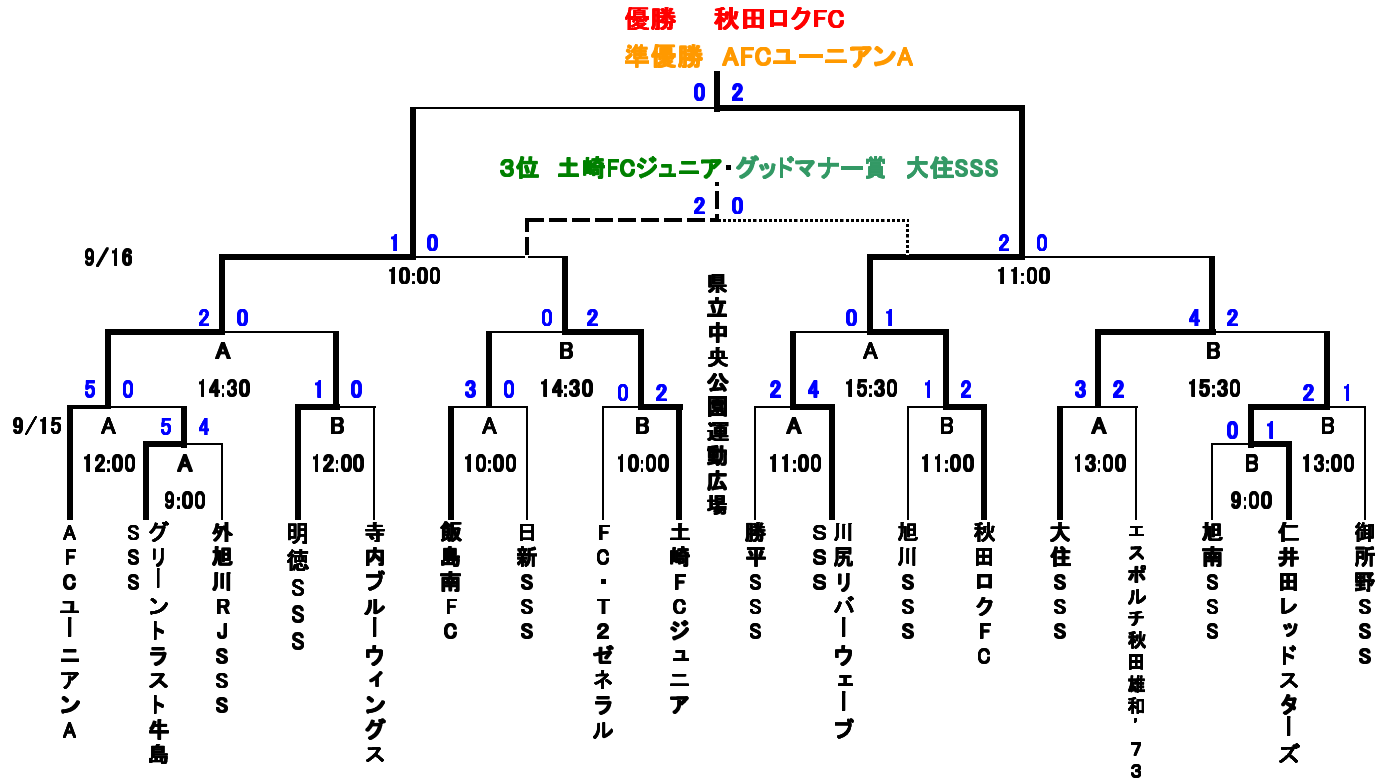 優勝　秋田ロクFC
準優勝　AFCユーニアンA
0 2
3位　土崎FCジュニア・グッドマナー賞　大住SSS
2 0
9/16
1 0
10:00
2 0
11:00
県立中央公園運動広場
2 0
A
14:30
0 2
B
14:30
0 1
A
15:30
4 2
B
15:30
9/15
5 0
A
12:00
5 4
A
9:00
1 0
B
12:00
3 0
A
10:00
0 2
B
10:00
2 4
A
11:00
1 2
B
11:00
3 2
A
13:00
0 1
B
9:00
2 1
B
13:00
AFCユーニアンA
グリーントラスト牛島
SSS
外旭川RJSSS
明徳SSS
寺内ブルーウィングス
飯島南FC
日新SSS
FC・T2ゼネラル
土崎FCジュニア
勝平SSS
川尻リバーウェーブ
SSS
旭川SSS
秋田ロクFC
大住SSS
エスポルチ秋田雄和'73
旭南SSS
仁井田レッドスターズ
御所野SSS